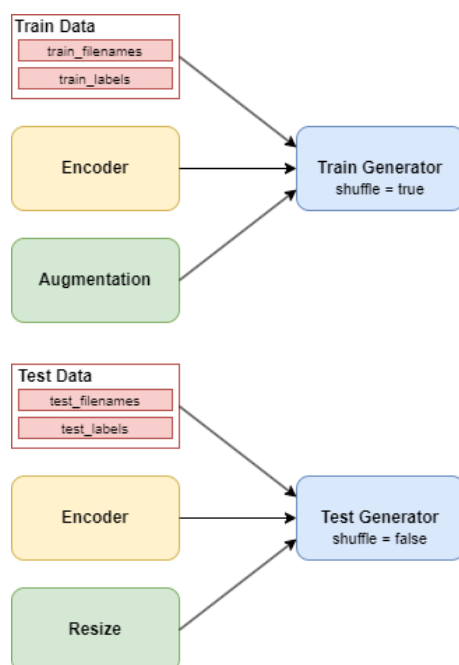 Train Data
train_filenames
train_labels
Encoder
Train Generator
shuffle = true
Augmentation
Test Data
test_filenames
test_labels
Encoder
Test Generator
shuffle = false
Resize